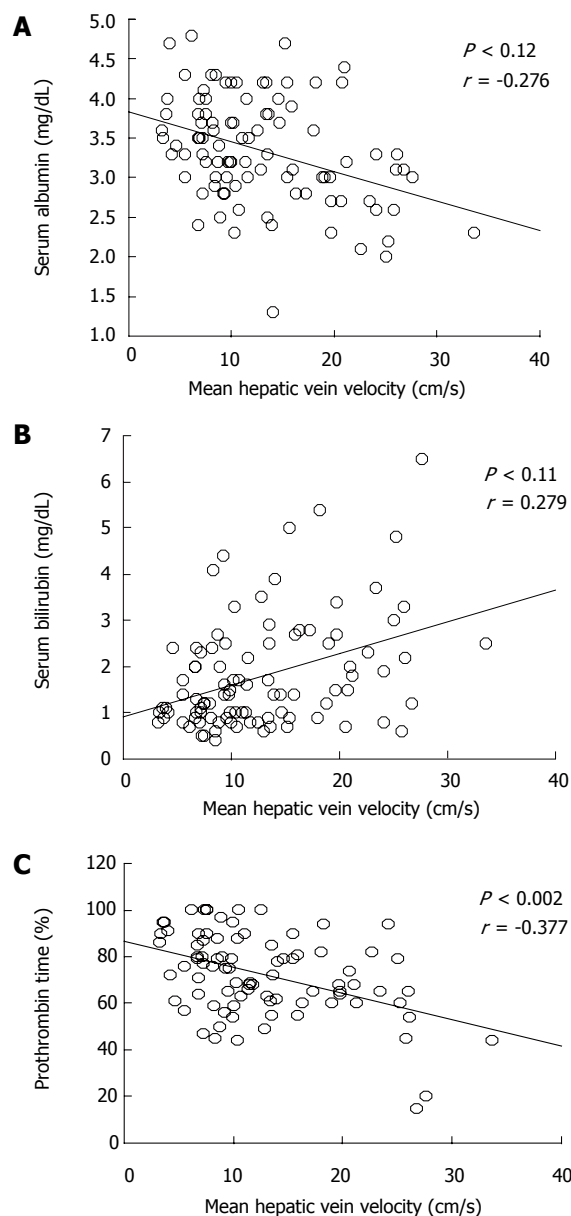 A
5.0
4.5
4.0
3.5
3.0
2.5
2.0
1.5
1.0
Serum albumin (mg/dL)
P < 0.12
r = -0.276
0 10 20 30 40
Mean hepatic vein velocity (cm/s)
B
7
6
5
4
3
2
1
0
Serum bilirubin (mg/dL)
P < 0.11
r = 0.279
0 10 20 30 40
Mean hepatic vein velocity (cm/s)
C
120
100
80
60
40
20
0
Prothrombin time (%)
P < 0.002
r = -0.377
0 10 20 30 40
Mean hepatic vein velocity (cm/s)